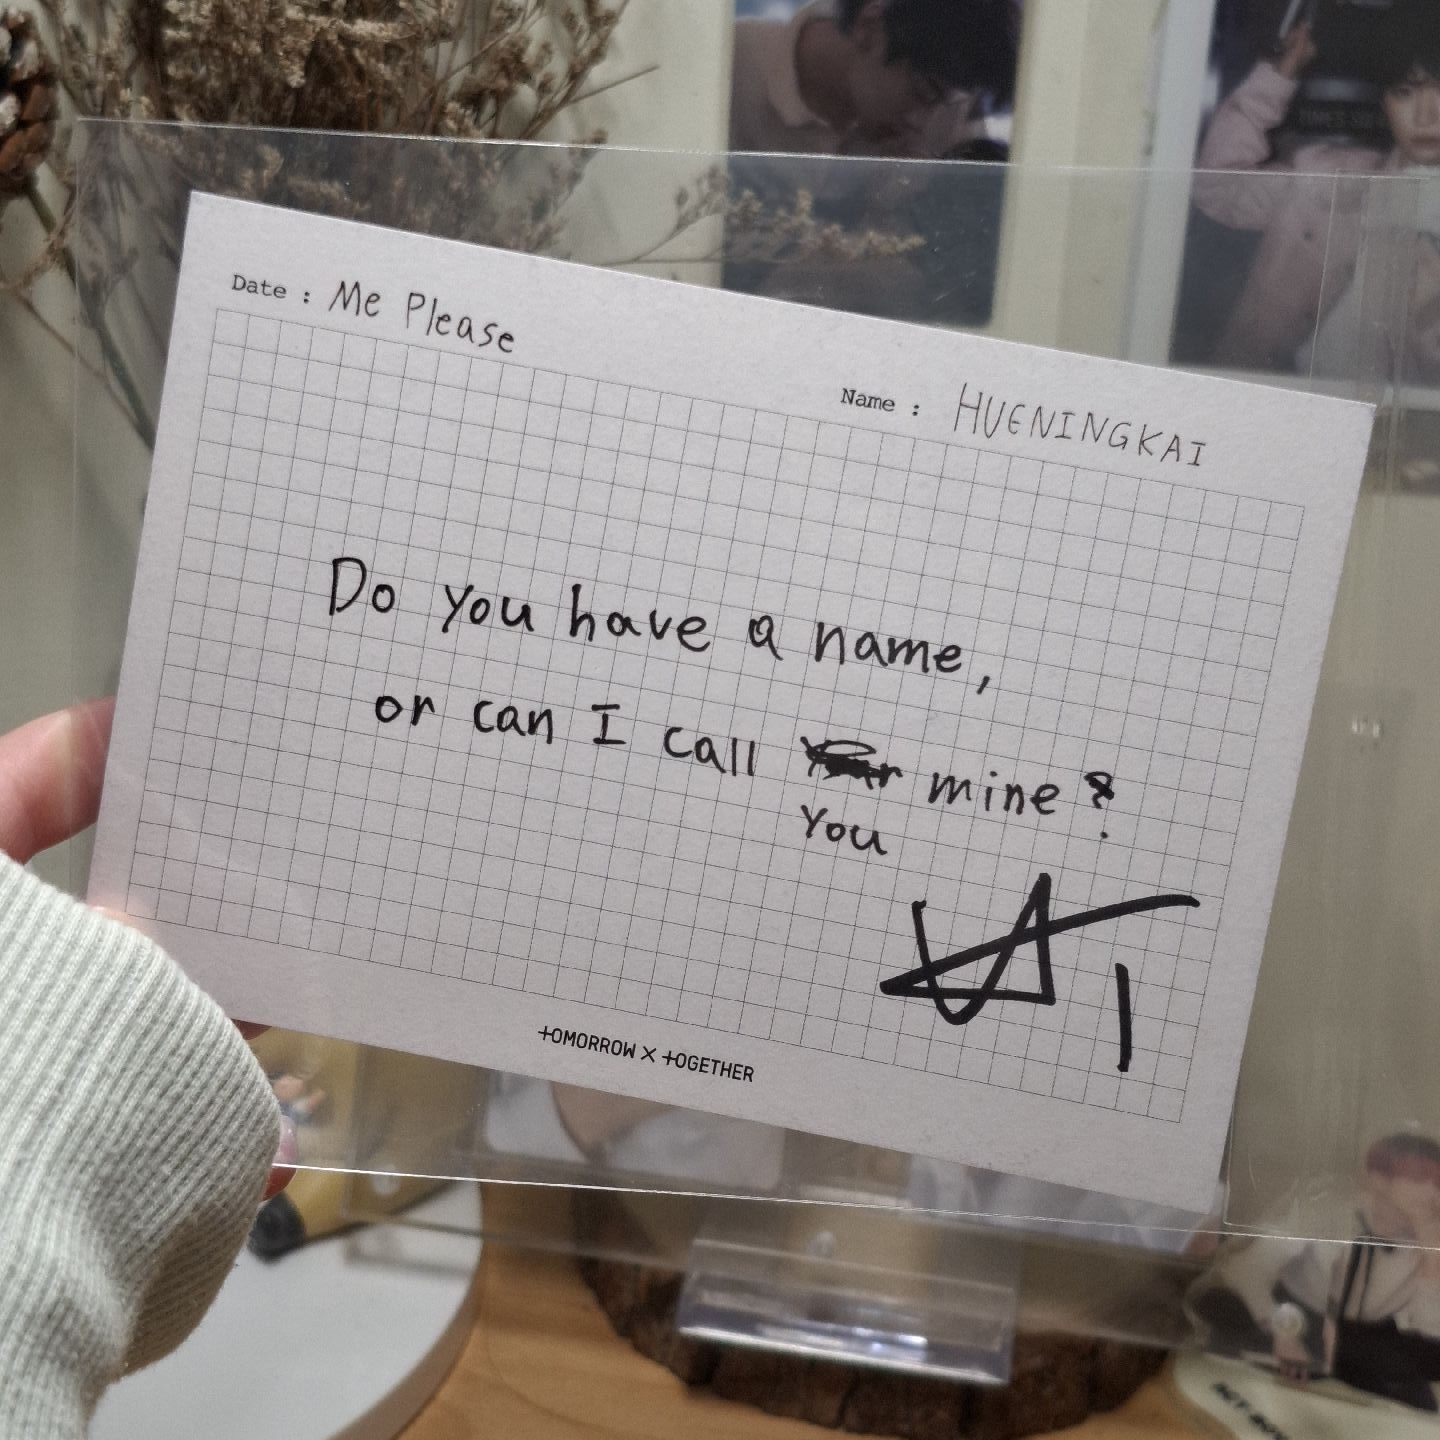 Date : Me Please
Name : HUENINGKAI
Do you have a name,
or can I call mine?
You
TOMORROW X TOGETHER